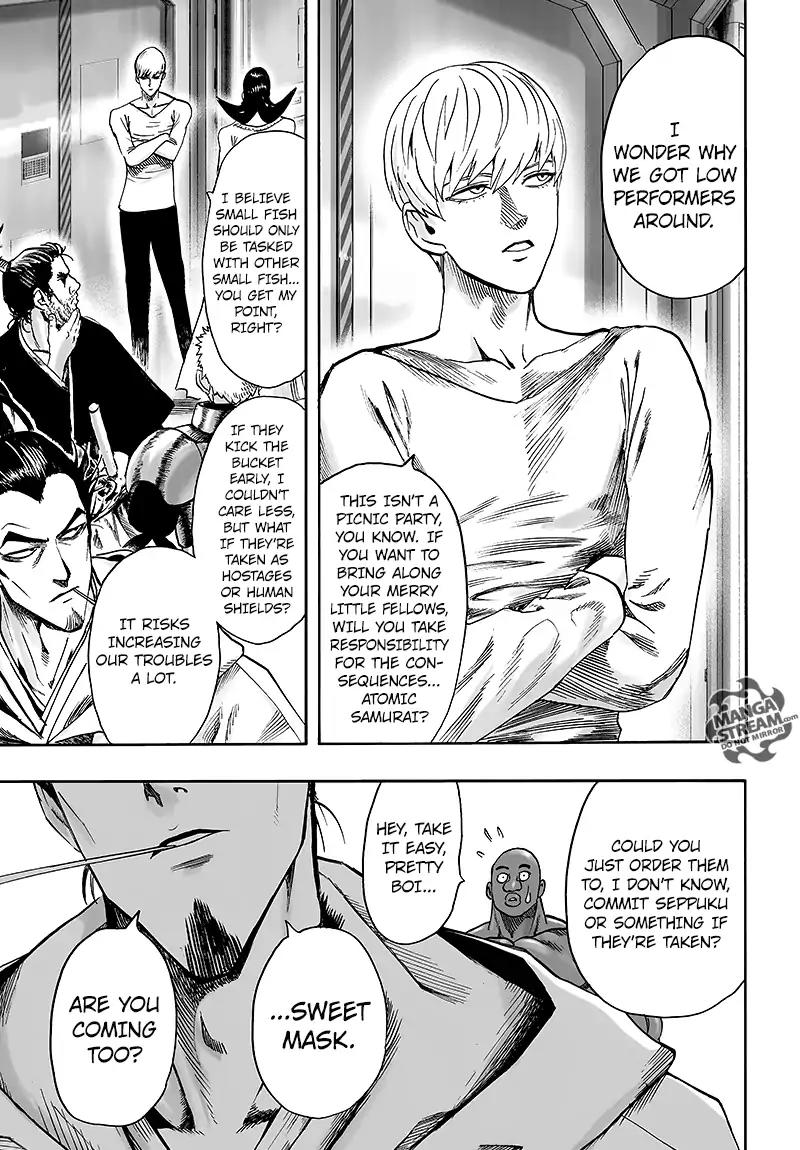 I
WONDER WHY
WE GOT LOW
PERFORMERS
AROUND.
THIS ISN'T A
PICNIC PARTY,
YOU KNOW. IF
YOU WANT TO
BRING ALONG
YOUR MERRY
LITTLE FELLOWS,
WILL YOU TAKE
RESPONSIBILITY
FOR THE CON-
SEQUENCES...
ATOMIC
SAMURAI?
I BELIEVE
SMALL FISH
SHOULD ONLY
BE TASKED
WITH OTHER
SMALL FISH...
YOU GET MY
POINT,
RIGHT?
IF THEY
KICK THE
BUCKET
EARLY, I
COULDN'T
CARE LESS,
BUT WHAT
IF THEY'RE
TAKEN AS
HOSTAGES
OR HUMAN
SHIELDS?
IT RISKS
INCREASING
OUR TROUBLES
A LOT.
MANGA
STREAM.com
DO NOT MIRROR
COULD YOU
JUST ORDER THEM
TO, I DON'T KNOW,
COMMIT SEPPUKU
OR SOMETHING IF
THEY'RE TAKEN?
HEY, TAKE
IT EASY,
PRETTY
BOI...
...SWEET
MASK.
ARE YOU
COMING
TOO?